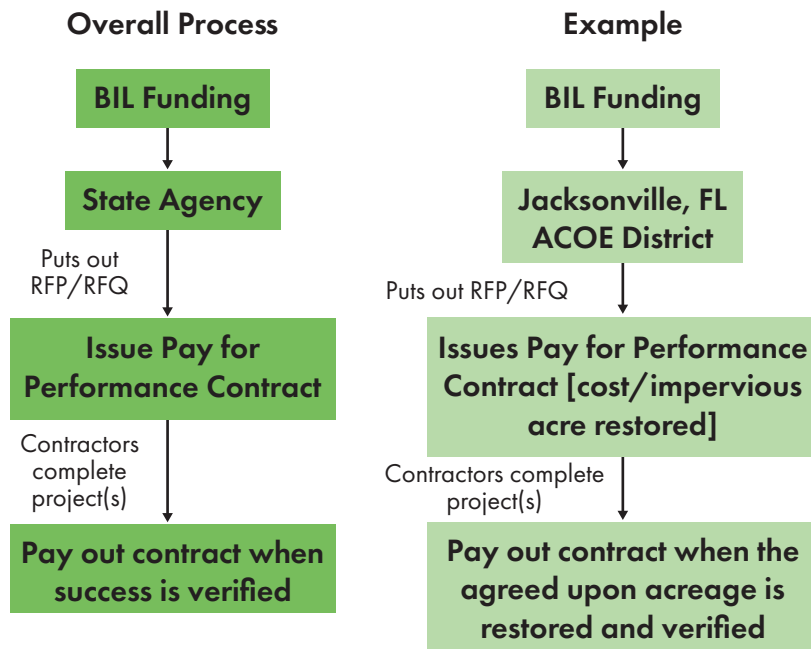 Overall Process
BIL Funding
State Agency
Puts out
RFP/RFQ
Issue Pay for
Performance Contract
Contractors
complete
project(s)
Pay out contract when
success is verified
Example
BIL Funding
Jacksonville, FL
ACOE District
Puts out RFP/RFQ
Issues Pay for Performance
Contract [cost/impervious
acre restored]
Contractors complete
project(s)
Pay out contract when the
agreed upon acreage is
restored and verified